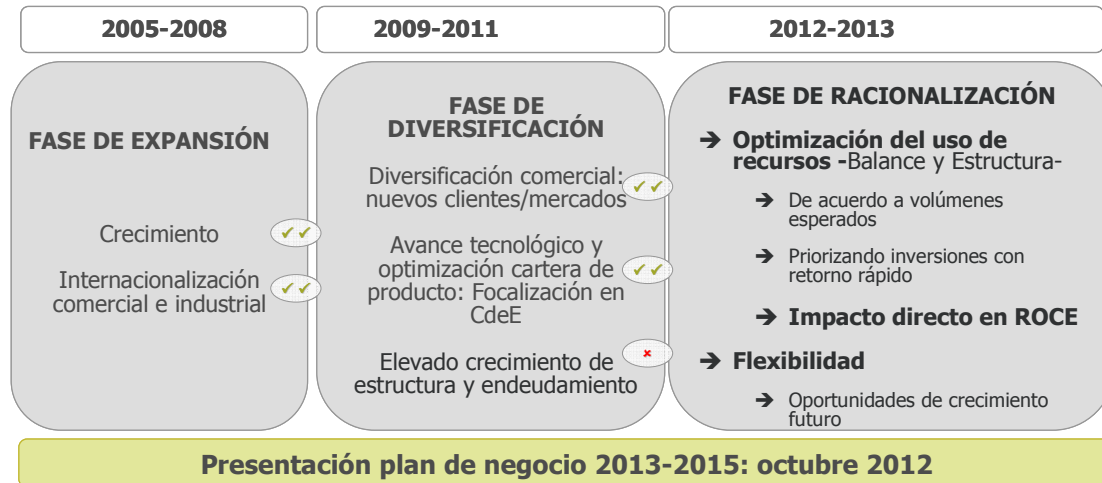 2005-2008
2009-2011
2012-2013
FASE DE EXPANSIÓN
Crecimiento
Internacionalización
comercial e industrial
FASE DE
DIVERSIFICACIÓN
Diversificación comercial:
nuevos clientes/mercados
Avance tecnológico y
optimización cartera de
producto: Focalización en
CdeE
Elevado crecimiento de
estructura y endeudamiento
FASE DE RACIONALIZACIÓN
➔ Optimización del uso de
recursos -Balance y Estructura-
➔ De acuerdo a volúmenes
esperados
➔ Priorizando inversiones con
retorno rápido
➔ Impacto directo en ROCE
➔ Flexibilidad
➔ Oportunidades de crecimiento
futuro
Presentación plan de negocio 2013-2015: octubre 2012